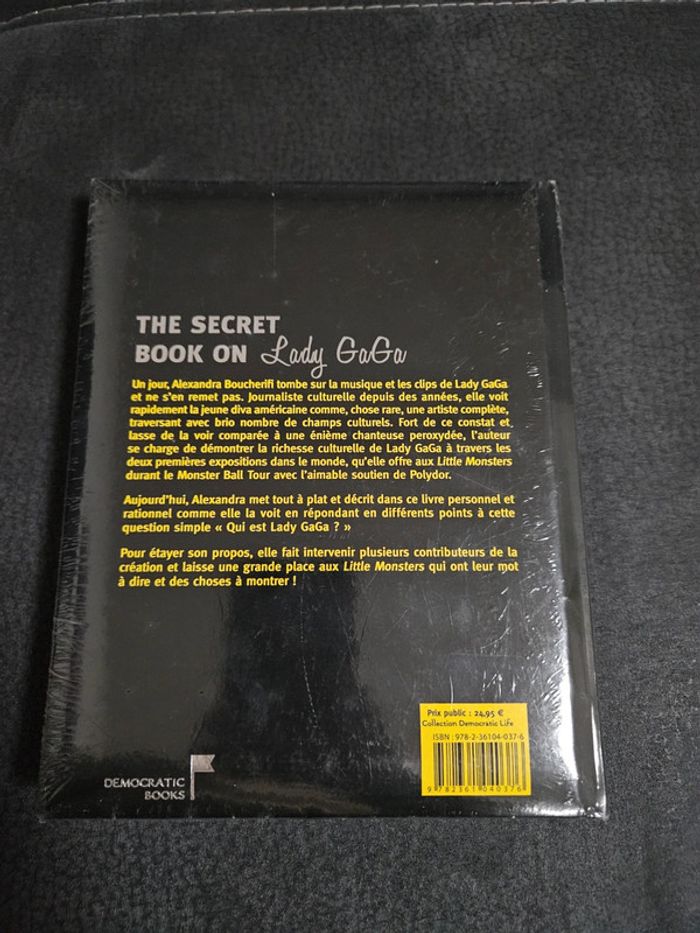 THE SECRET
BOOK ON Lady GaGa
Un jour, Alexandra Boucherifi tombe sur la musique et les clips de Lady GaGa
et ne s'en remet pas. Journaliste culturelle depuis des années, elle voit
rapidement la jeune diva américaine comme, chose rare, une artiste complète,
traversant avec brio nombre de champs culturels. Fort de ce constat et
lasse de la voir comparée à une énième chanteuse peroxydée, l'auteur
se charge de démontrer la richesse culturelle de Lady GaGa à travers les
deux premières expositions dans le monde, qu'elle offre aux Little Monsters
durant le Monster Ball Tour avec l'aimable soutien de Polydor.
Aujourd'hui, Alexandra met tout à plat et décrit dans ce livre personnel et
rationnel comme elle la voit en répondant en différents points à cette
question simple « Qui est Lady GaGa ? »
Pour étayer son propos, elle fait intervenir plusieurs contributeurs de la
création et laisse une grande place aux Little Monsters qui ont leur mot
à dire et des choses à montrer !
Prix public : 24,95 €
Collection Democratic Life
ISBN : 978-2-36104-037-6
9 782361 040376
DEMOCRATIC
BOOKS